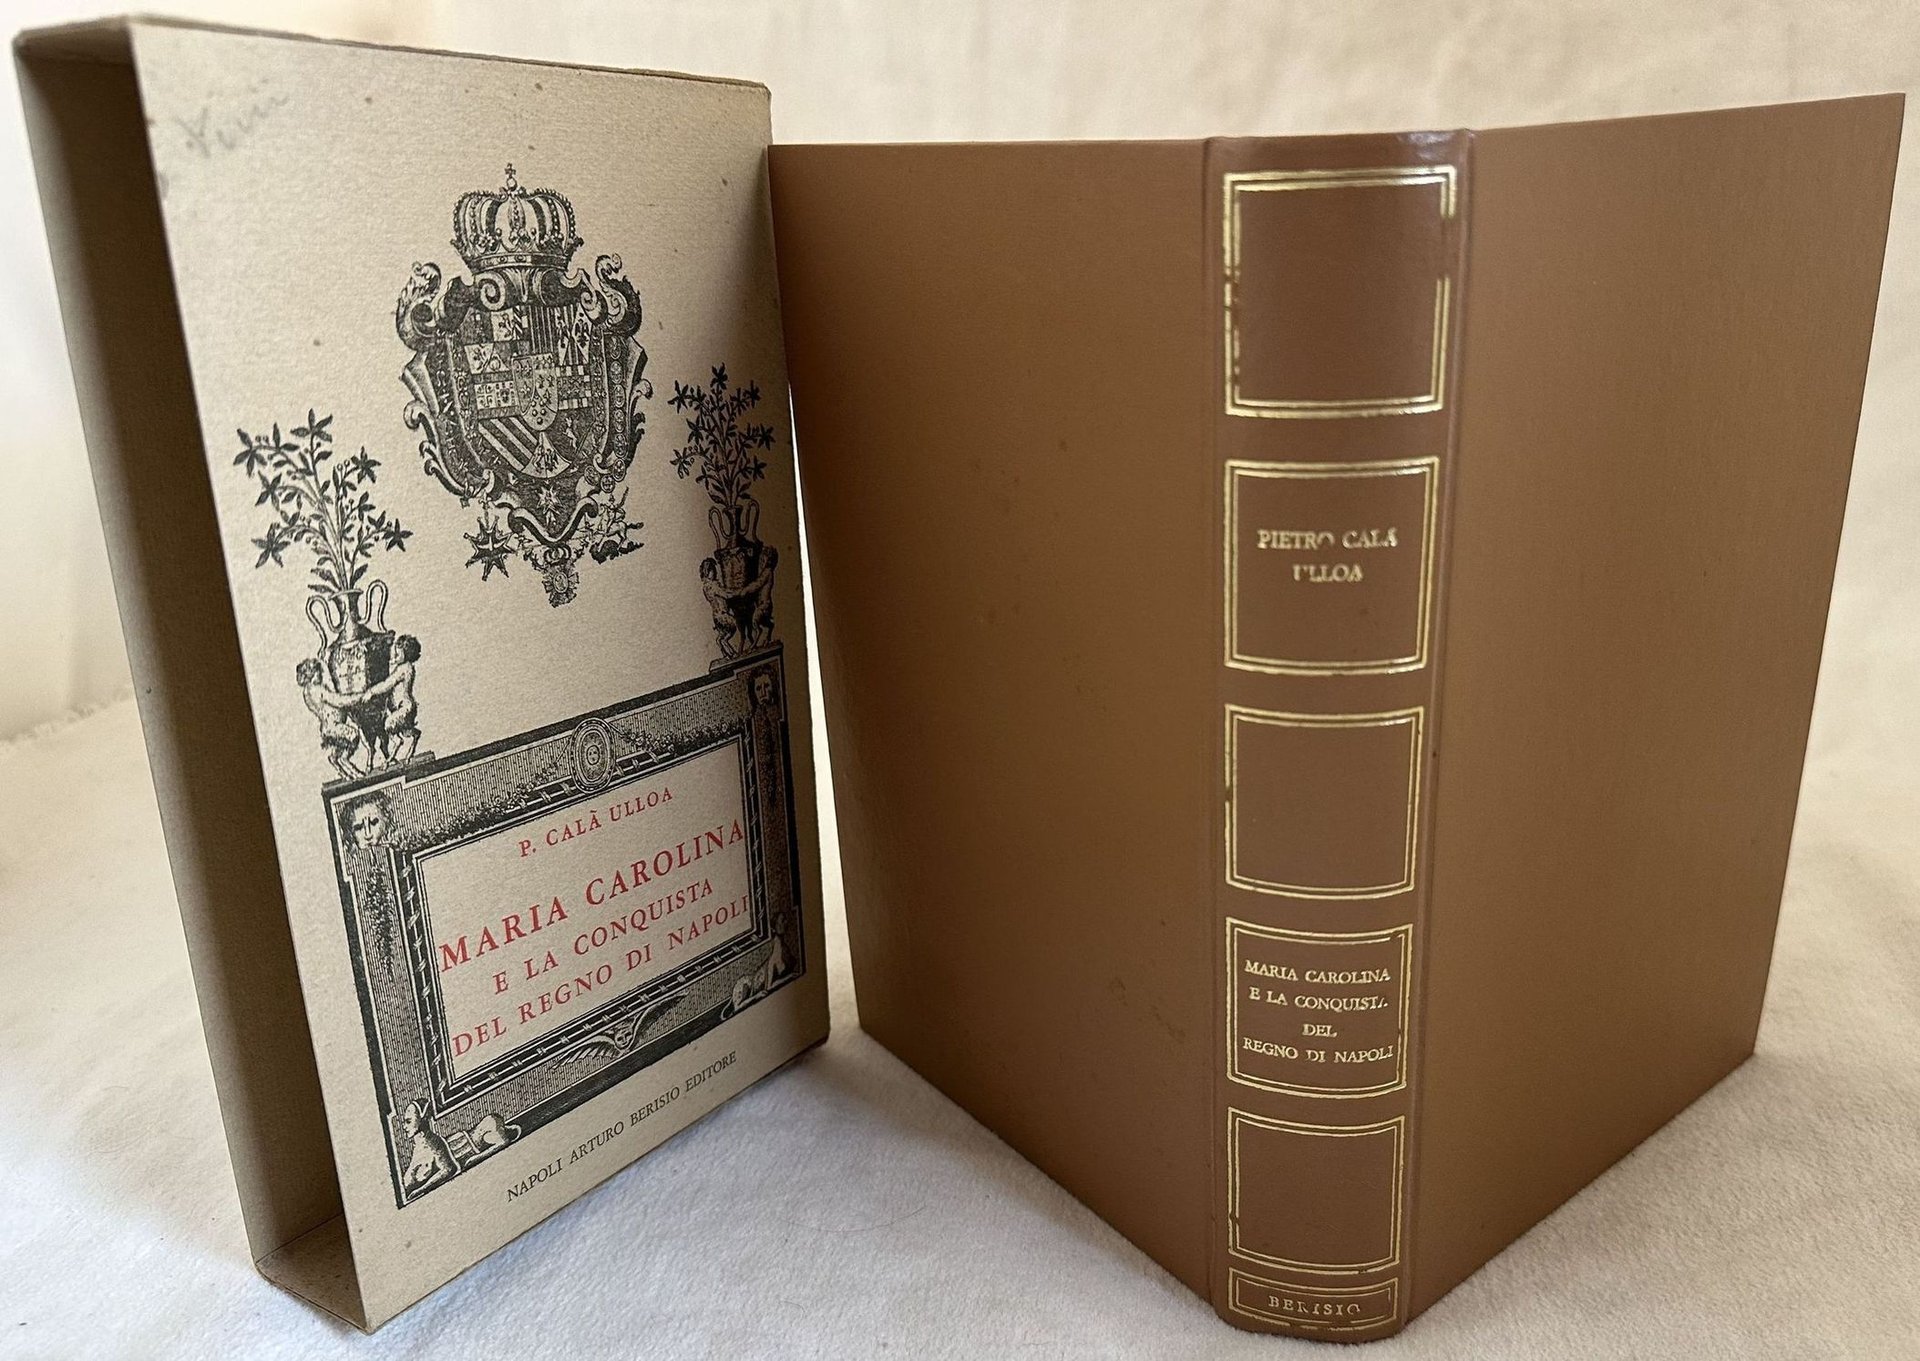 P. CALÀ ULLOA
MARIA CAROLINA
E LA CONQUISTA
DEL REGNO DI NAPOLI
NAPOLI ARTURO BERISIO EDITORE
PIETRO CALA
ULLOA
MARIA CAROLINA
E LA CONQUISTA
DEL
REGNO DI NAPOLI
BERISIO